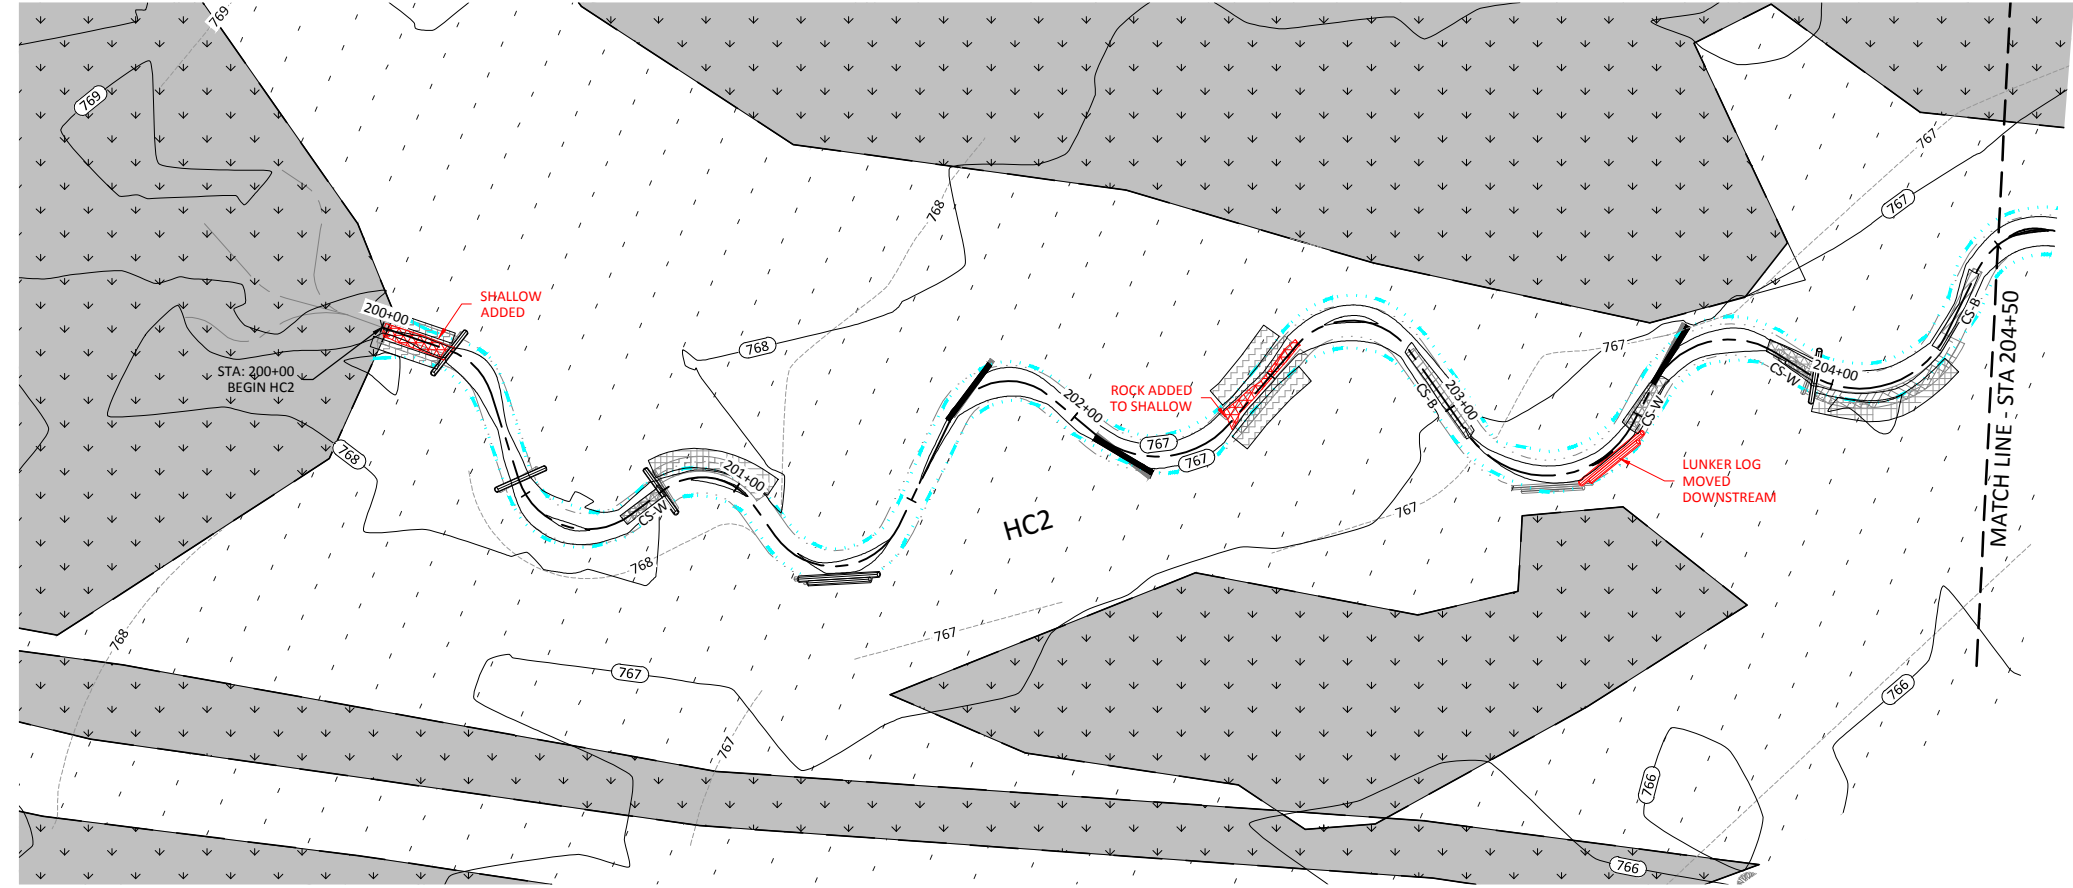 769
769
767
767
768
SHALLOW
ADDED
200+00
STA: 200+00
BEGIN HC2
768
767
ROCK ADDED
TO SHALLOW
202+00
203+00
CS-B
CS-W
CS-W
204+00
CS-B
MATCH LINE - STA 204+50
767
767
768
201+00
CS-W
LUNKER LOG
MOVED
DOWNSTREAM
767
HC2
768
768
767
767
767
766
766
766